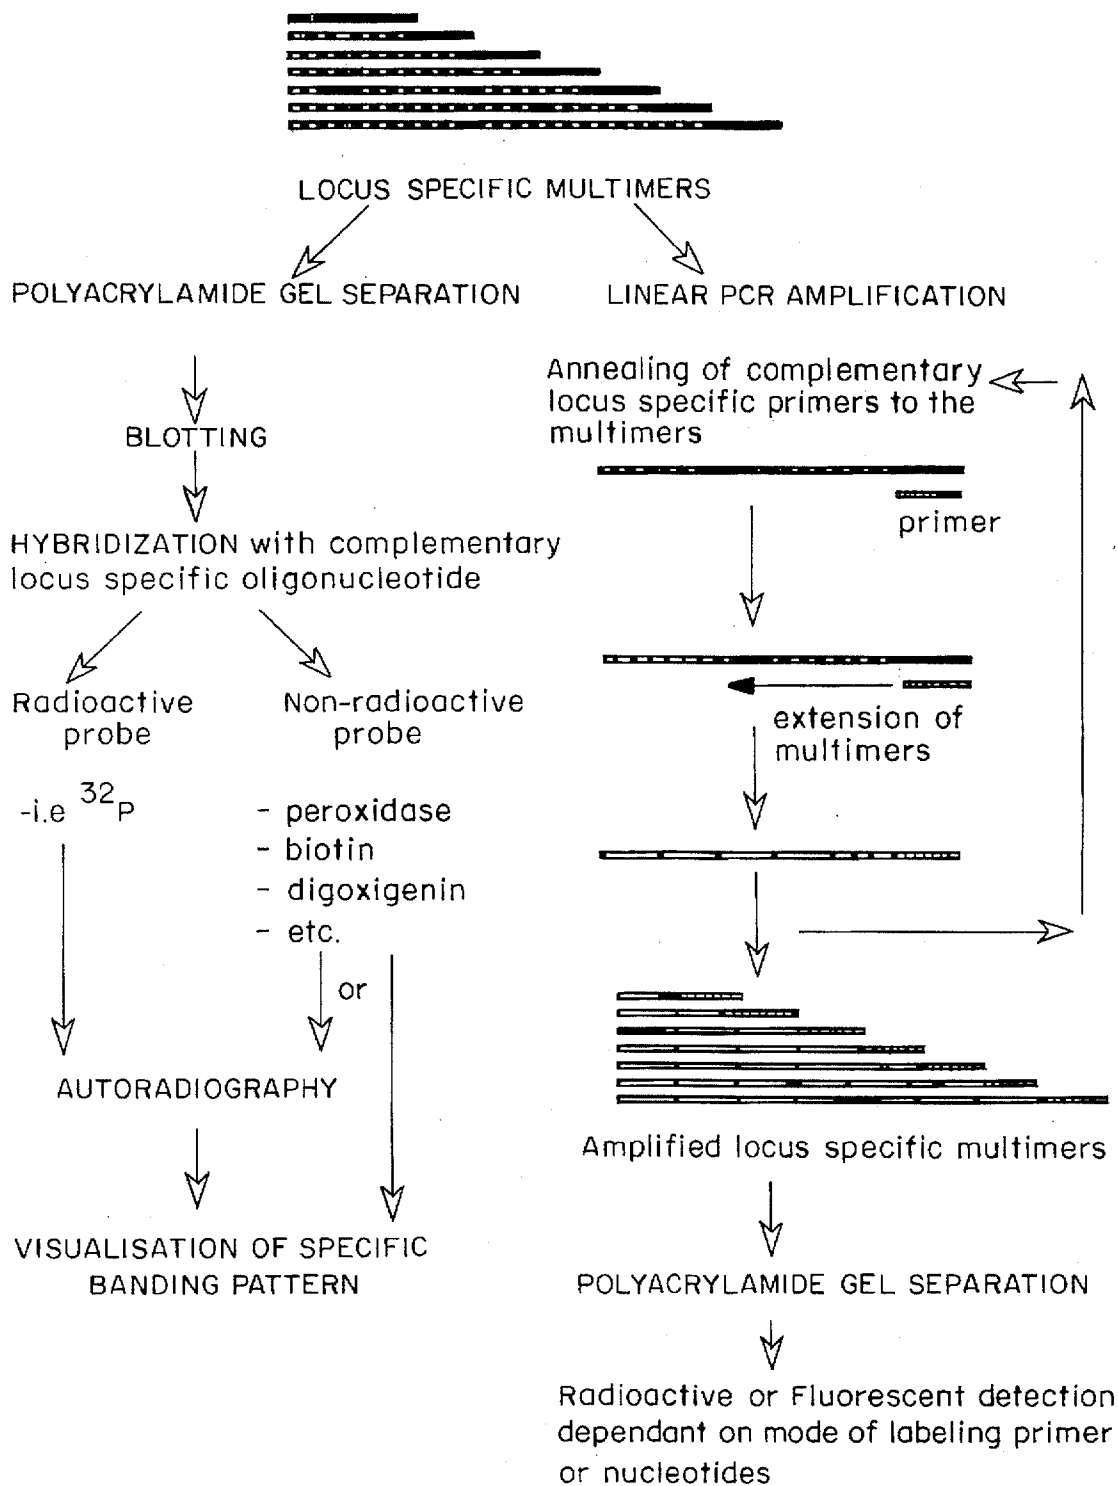 LOCUS SPECIFIC MULTIMERS
POLYACRYLAMIDE GEL SEPARATION
BLOTTING
HYBRIDIZATION with complementary
locus specific oligonucleotide
Radioactive
probe
-i.e 32P
Non-radioactive
probe
- peroxidase
- biotin
- digoxigenin
- etc.
or
AUTORADIOGRAPHY
VISUALISATION OF SPECIFIC
BANDING PATTERN
LINEAR PCR AMPLIFICATION
Annealing of complementary
locus specific primers to the
multimers
primer
extension of
multimers
Amplified locus specific multimers
POLYACRYLAMIDE GEL SEPARATION
Radioactive or Fluorescent detection
dependant on mode of labeling primer
or nucleotides